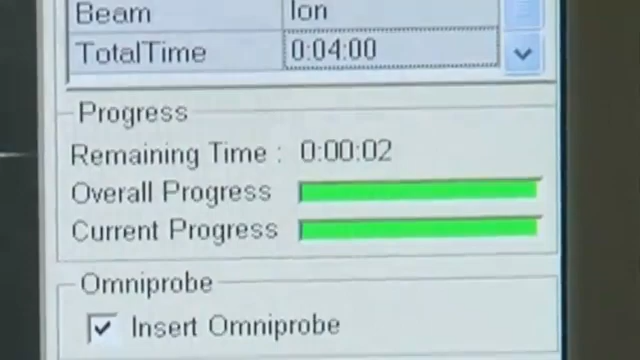 Beam Ion
TotalTime 0:04:00
Progress
Remaining Time : 0:00:02
Overall Progress
Current Progress
Omniprobe
Insert Omniprobe